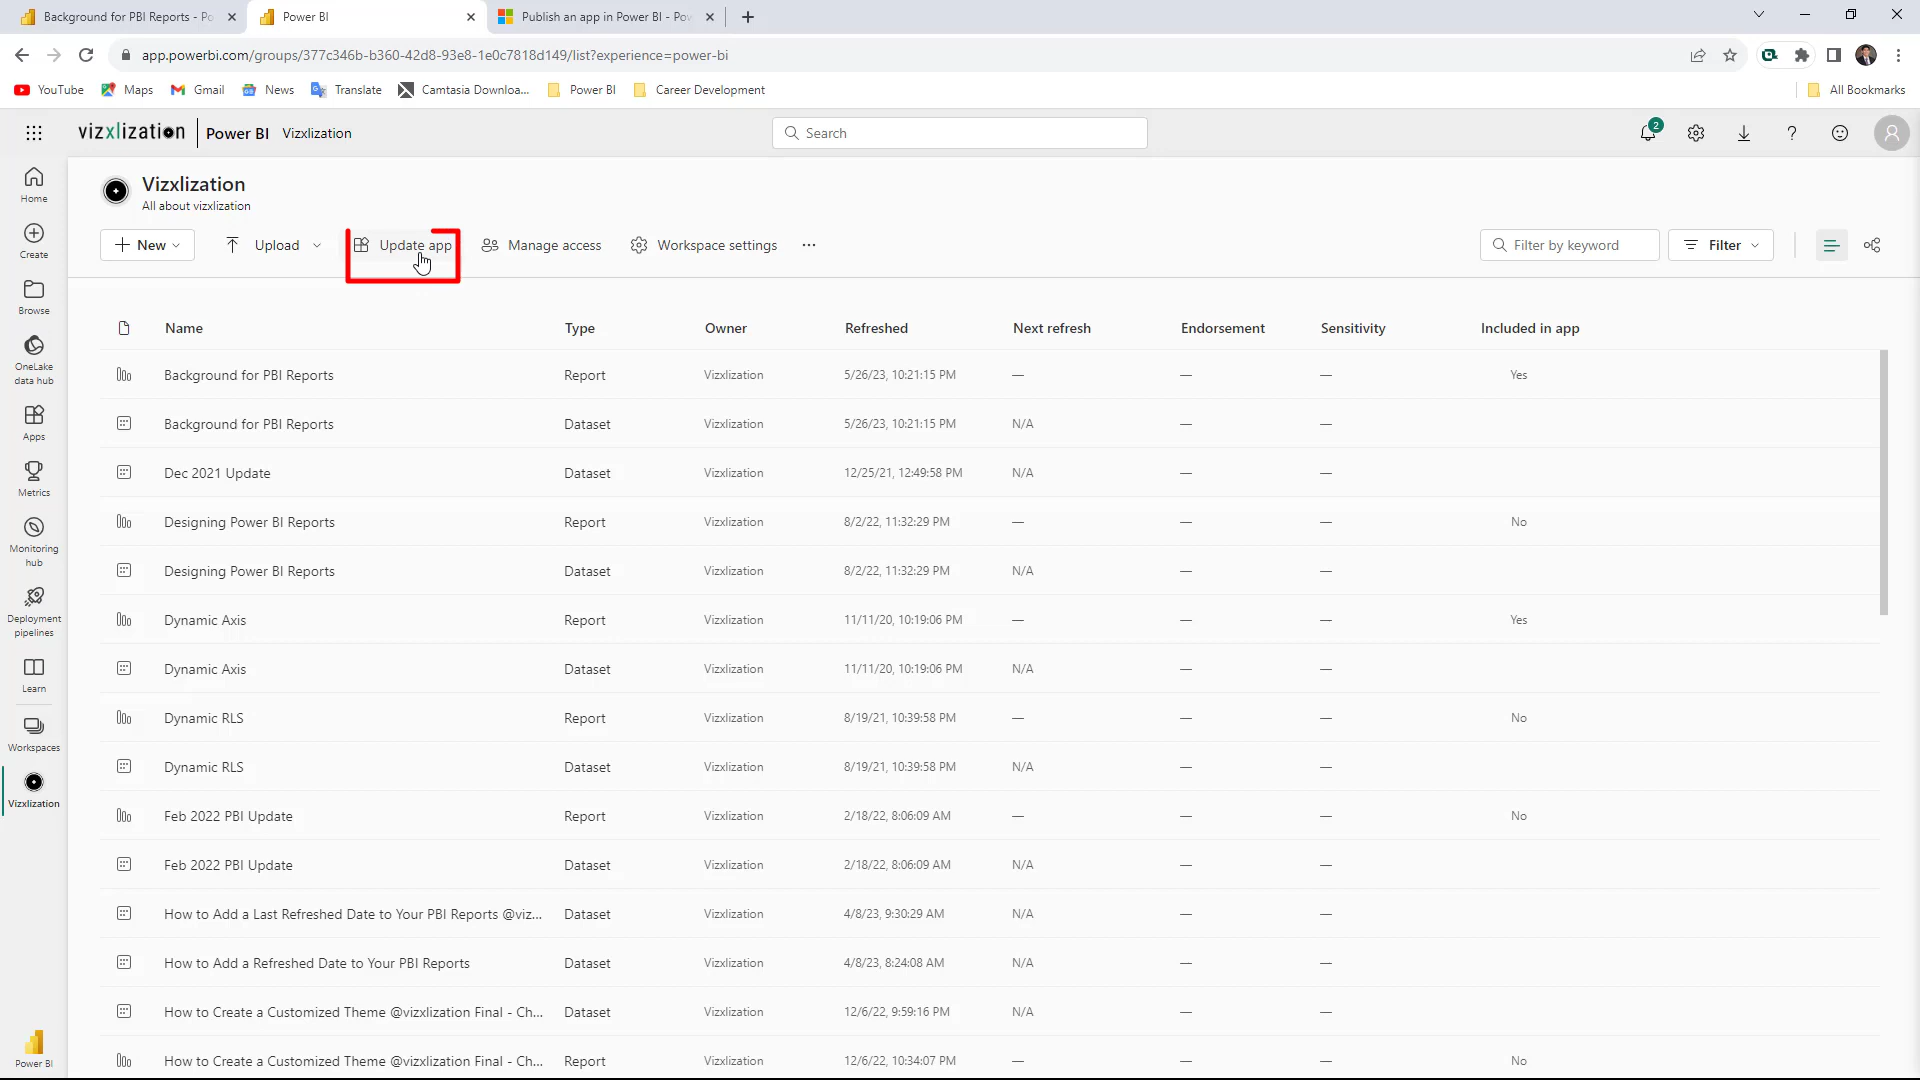 Background for PBI Reports - Po
Power BI
Publish an app in Power BI - Pow
app.powerbi.com/groups/377c346b-b360-42d8-93e8-1e0c7818d149/list?experience=power-bi
YouTube
Maps
Gmail
News
Translate
Camtasia Downloa...
Power BI
Career Development
All Bookmarks
vizxlization
Power BI
Vizxlization
Search
2
Home
Create
Browse
OneLake
data hub
Apps
Metrics
Monitoring
hub
Deployment
pipelines
Learn
Workspaces
Vizxlization
Power BI
Vizxlization
All about vizxlization
New
Upload
Update app
Manage access
Workspace settings
Filter by keyword
Filter
Name Type Owner Refreshed Next refresh Endorsement Sensitivity Included in app
Background for PBI Reports Report Vizxlization 5/26/23, 10:21:15 PM — — — Yes
Background for PBI Reports Dataset Vizxlization 5/26/23, 10:21:15 PM N/A — —
Dec 2021 Update Dataset Vizxlization 12/25/21, 12:49:58 PM N/A — —
Designing Power BI Reports Report Vizxlization 8/2/22, 11:32:29 PM — — — No
Designing Power BI Reports Dataset Vizxlization 8/2/22, 11:32:29 PM N/A — —
Dynamic Axis Report Vizxlization 11/11/20, 10:19:06 PM — — — Yes
Dynamic Axis Dataset Vizxlization 11/11/20, 10:19:06 PM N/A — —
Dynamic RLS Report Vizxlization 8/19/21, 10:39:58 PM — — — No
Dynamic RLS Dataset Vizxlization 8/19/21, 10:39:58 PM N/A — —
Feb 2022 PBI Update Report Vizxlization 2/18/22, 8:06:09 AM — — — No
Feb 2022 PBI Update Dataset Vizxlization 2/18/22, 8:06:09 AM N/A — —
How to Add a Last Refreshed Date to Your PBI Reports @viz... Dataset Vizxlization 4/8/23, 9:30:29 AM N/A — —
How to Add a Refreshed Date to Your PBI Reports Dataset Vizxlization 4/8/23, 8:24:08 AM N/A — —
How to Create a Customized Theme @vizxlization Final - Ch... Dataset Vizxlization 12/6/22, 9:59:16 PM N/A — —
How to Create a Customized Theme @vizxlization Final - Ch... Report Vizxlization 12/6/22, 10:34:07 PM — — — No